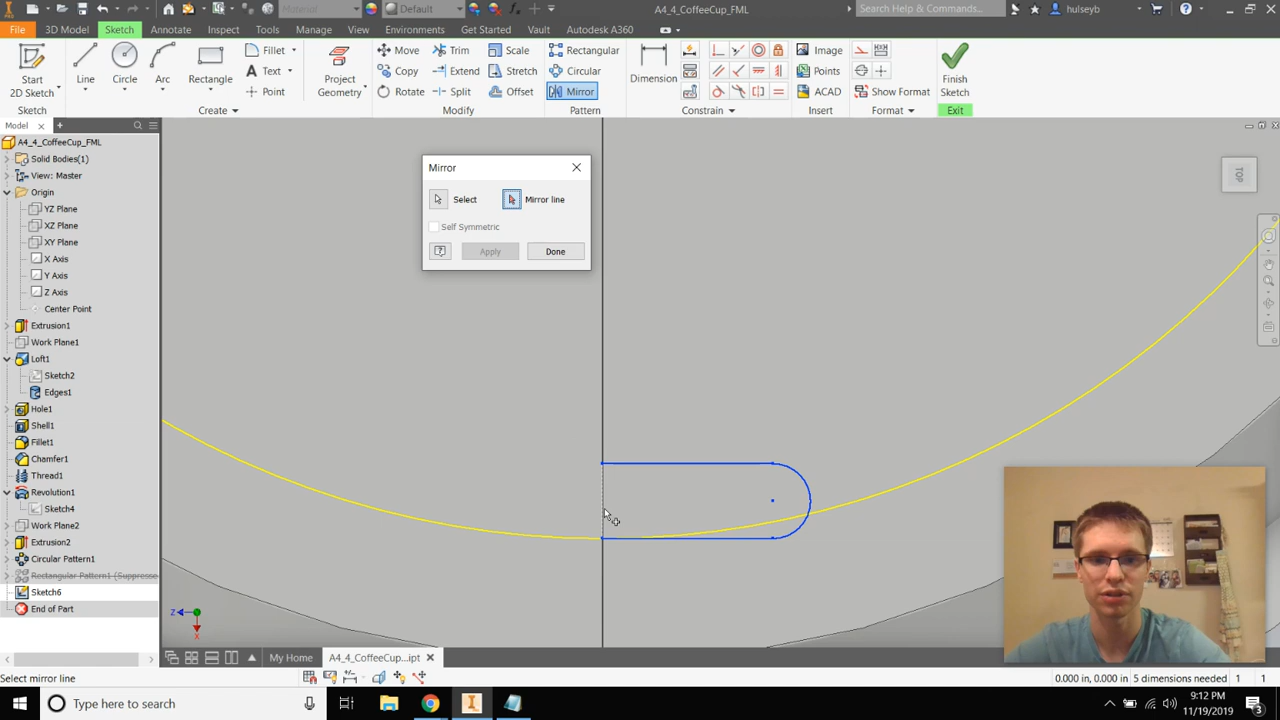 Material
Default
A4_4_CoffeeCup_FML
Search Help & Commands...
hulseyb
File 3D Model Sketch Annotate Inspect Tools Manage View Environments Get Started Vault Autodesk A360
Start 2D Sketch
Line
Circle
Arc
Rectangle
Fillet
Text
Point
Project Geometry
Move
Copy
Rotate
Trim
Extend
Split
Scale
Stretch
Offset
Rectangular
Circular
Mirror
Dimension
Image
Points
ACAD
Show Format
Finish Sketch
Sketch Create Modify Pattern Constrain Insert Format Exit
Model
A4_4_CoffeeCup_FML
Solid Bodies(1)
View: Master
Origin
YZ Plane
XZ Plane
XY Plane
X Axis
Y Axis
Z Axis
Center Point
Extrusion1
Work Plane1
Loft1
Sketch2
Edges1
Hole1
Shell1
Fillet1
Chamfer1
Thread1
Revolution1
Sketch4
Work Plane2
Extrusion2
Circular Pattern1
Rectangular Pattern1 (Suppresse
Sketch6
End of Part
Mirror
Select
Mirror line
Self Symmetric
Apply
Done
TOP
Z
X
My Home
A4_4_CoffeeCup...ipt
Select mirror line
0.000 in, 0.000 in 5 dimensions needed 1 1
Type here to search
9:12 PM
11/19/2019
3